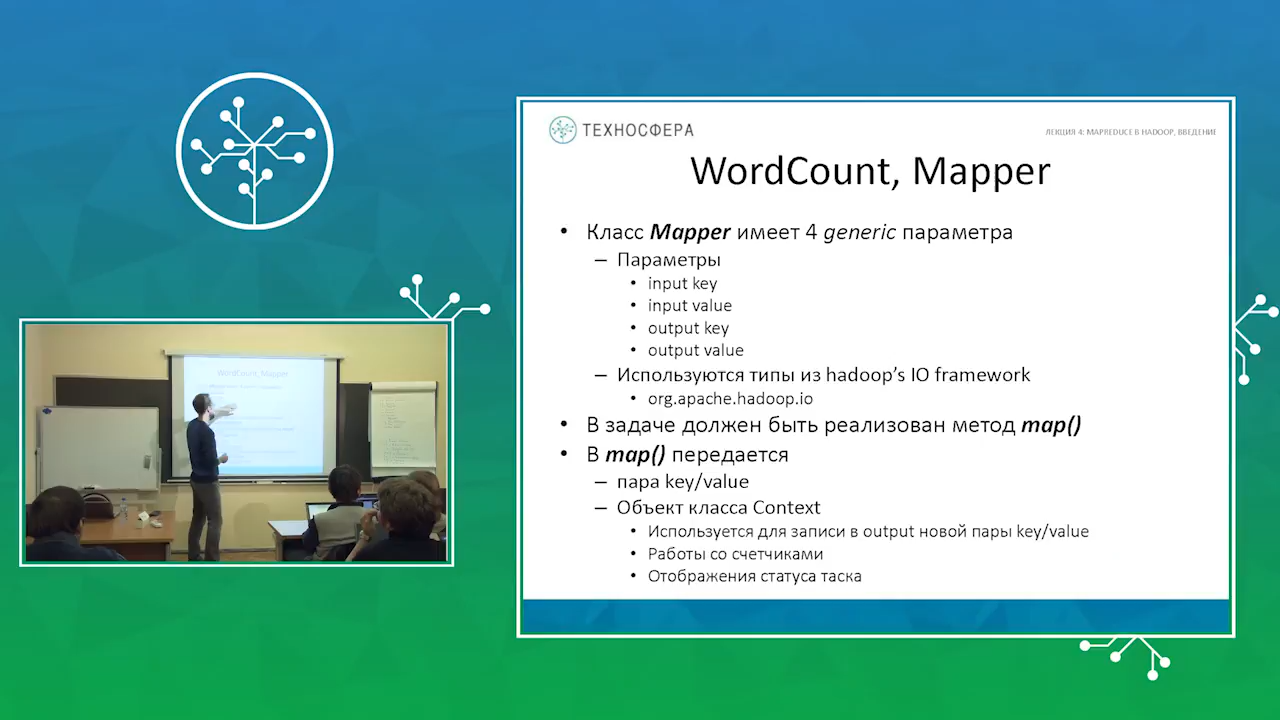 ТЕХНОСФЕРА
ЛЕКЦИЯ 4: MAPREDUCE В HADOOP, ВВЕДЕНИЕ
WordCount, Mapper
• Класс Mapper имеет 4 generic параметра
– Параметры
• input key
• input value
• output key
• output value
– Используются типы из hadoop’s IO framework
• org.apache.hadoop.io
• В задаче должен быть реализован метод map()
• В map() передается
– пара key/value
– Объект класса Context
• Используется для записи в output новой пары key/value
• Работы со счетчиками
• Отображения статуса таска
WordCount, Mapper